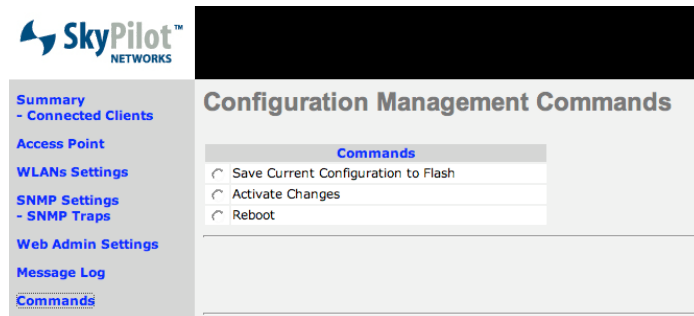 SkyPilot™
NETWORKS
Summary
- Connected Clients
Access Point
WLANs Settings
SNMP Settings
- SNMP Traps
Web Admin Settings
Message Log
Commands
Configuration Management Commands
Commands
Save Current Configuration to Flash
Activate Changes
Reboot